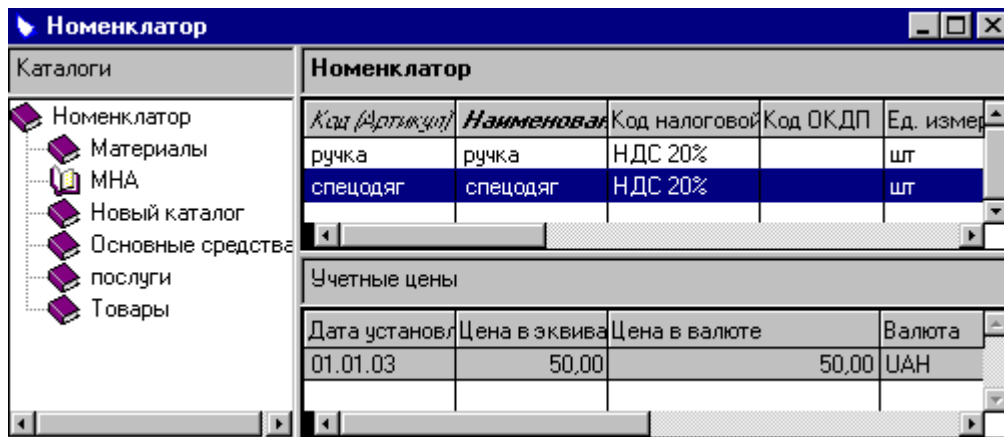 Номенклатор
Каталоги
Номенклатор
Материалы
МНА
Новый каталог
Основные средства
послуги
Товары
Номенклатор
Код (Артикул) Наименован Код налоговой Код ОКДП Ед. измер
ручка ручка НДС 20% шт
спецодяг спецодяг НДС 20% шт
Учетные цены
Дата установл Цена в эквива Цена в валюте Валюта
01.01.03 50,00 50,00 UAH